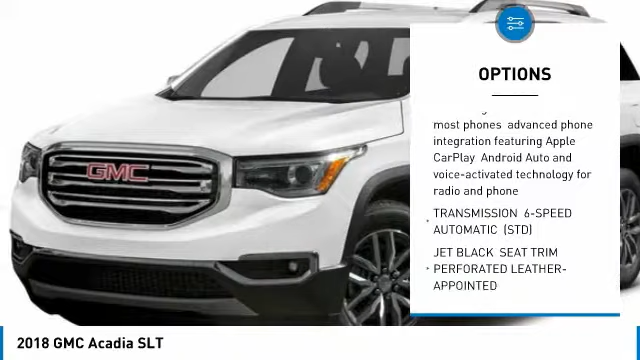 OPTIONS
most phones advanced phone
integration featuring Apple
CarPlay Android Auto and
voice-activated technology for
radio and phone
TRANSMISSION 6-SPEED
AUTOMATIC (STD)
JET BLACK SEAT TRIM
PERFORATED LEATHER-
APPOINTED
GMC
2018 GMC Acadia SLT